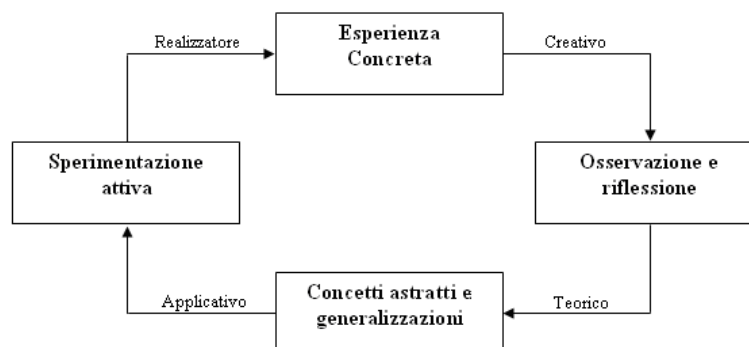 Realizzatore
Esperienza
Concreta
Creativo
Sperimentazione
attiva
Osservazione e
riflessione
Applicativo
Concetti astratti e
generalizzazioni
Teorico